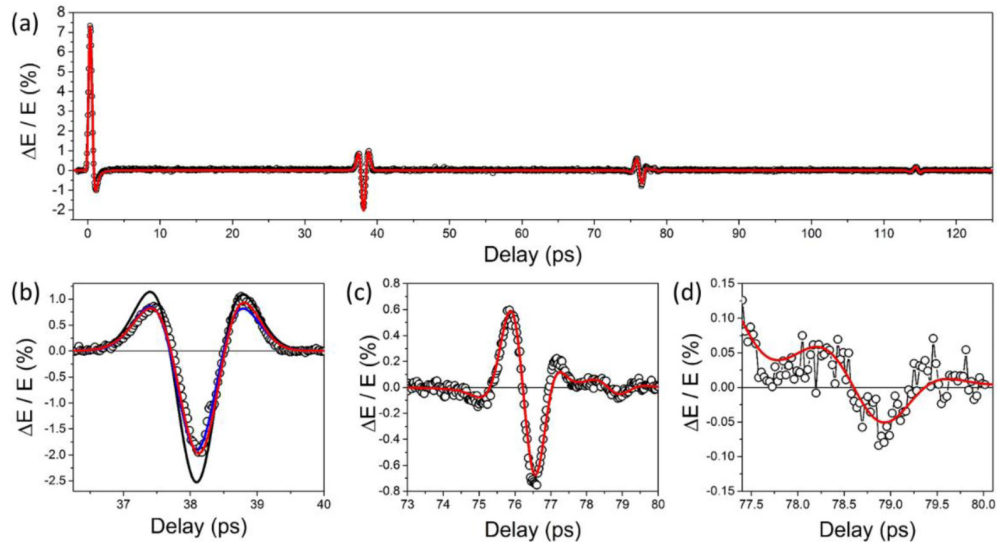 (a)
8
7
6
5
4
3
2
1
0
-1
-2
ΔE / E (%)
0 10 20 30 40 50 60 70 80 90 100 110 120
Delay (ps)
(b)
1.0
0.5
0.0
-0.5
-1.0
-1.5
-2.0
-2.5
ΔE / E (%)
37 38 39 40
Delay (ps)
(c)
0.8
0.6
0.4
0.2
0.0
-0.2
-0.4
-0.6
-0.8
ΔE / E (%)
73 74 75 76 77 78 79 80
Delay (ps)
(d)
0.15
0.10
0.05
0.00
-0.05
-0.10
-0.15
ΔE / E (%)
77.5 78.0 78.5 79.0 79.5 80.0
Delay (ps)